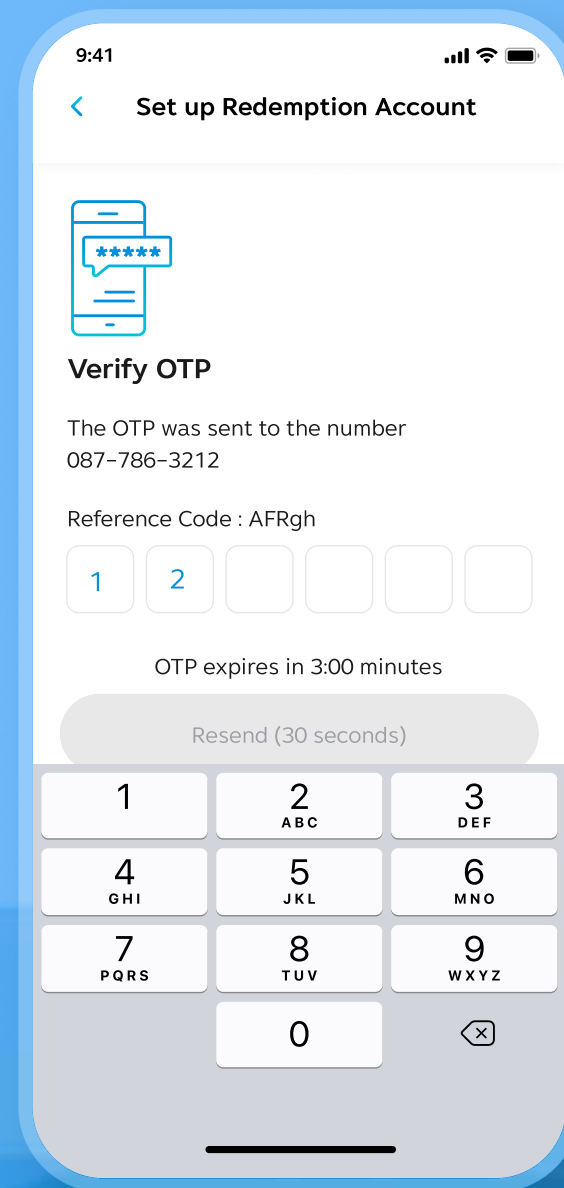 9:41
Set up Redemption Account
*****
Verify OTP
The OTP was sent to the number
087-786-3212
Reference Code : AFRgh
1 2
OTP expires in 3:00 minutes
Resend (30 seconds)
1 2 3
ABC DEF
4 5 6
GHI JKL MNO
7 8 9
PQRS TUV WXYZ
0